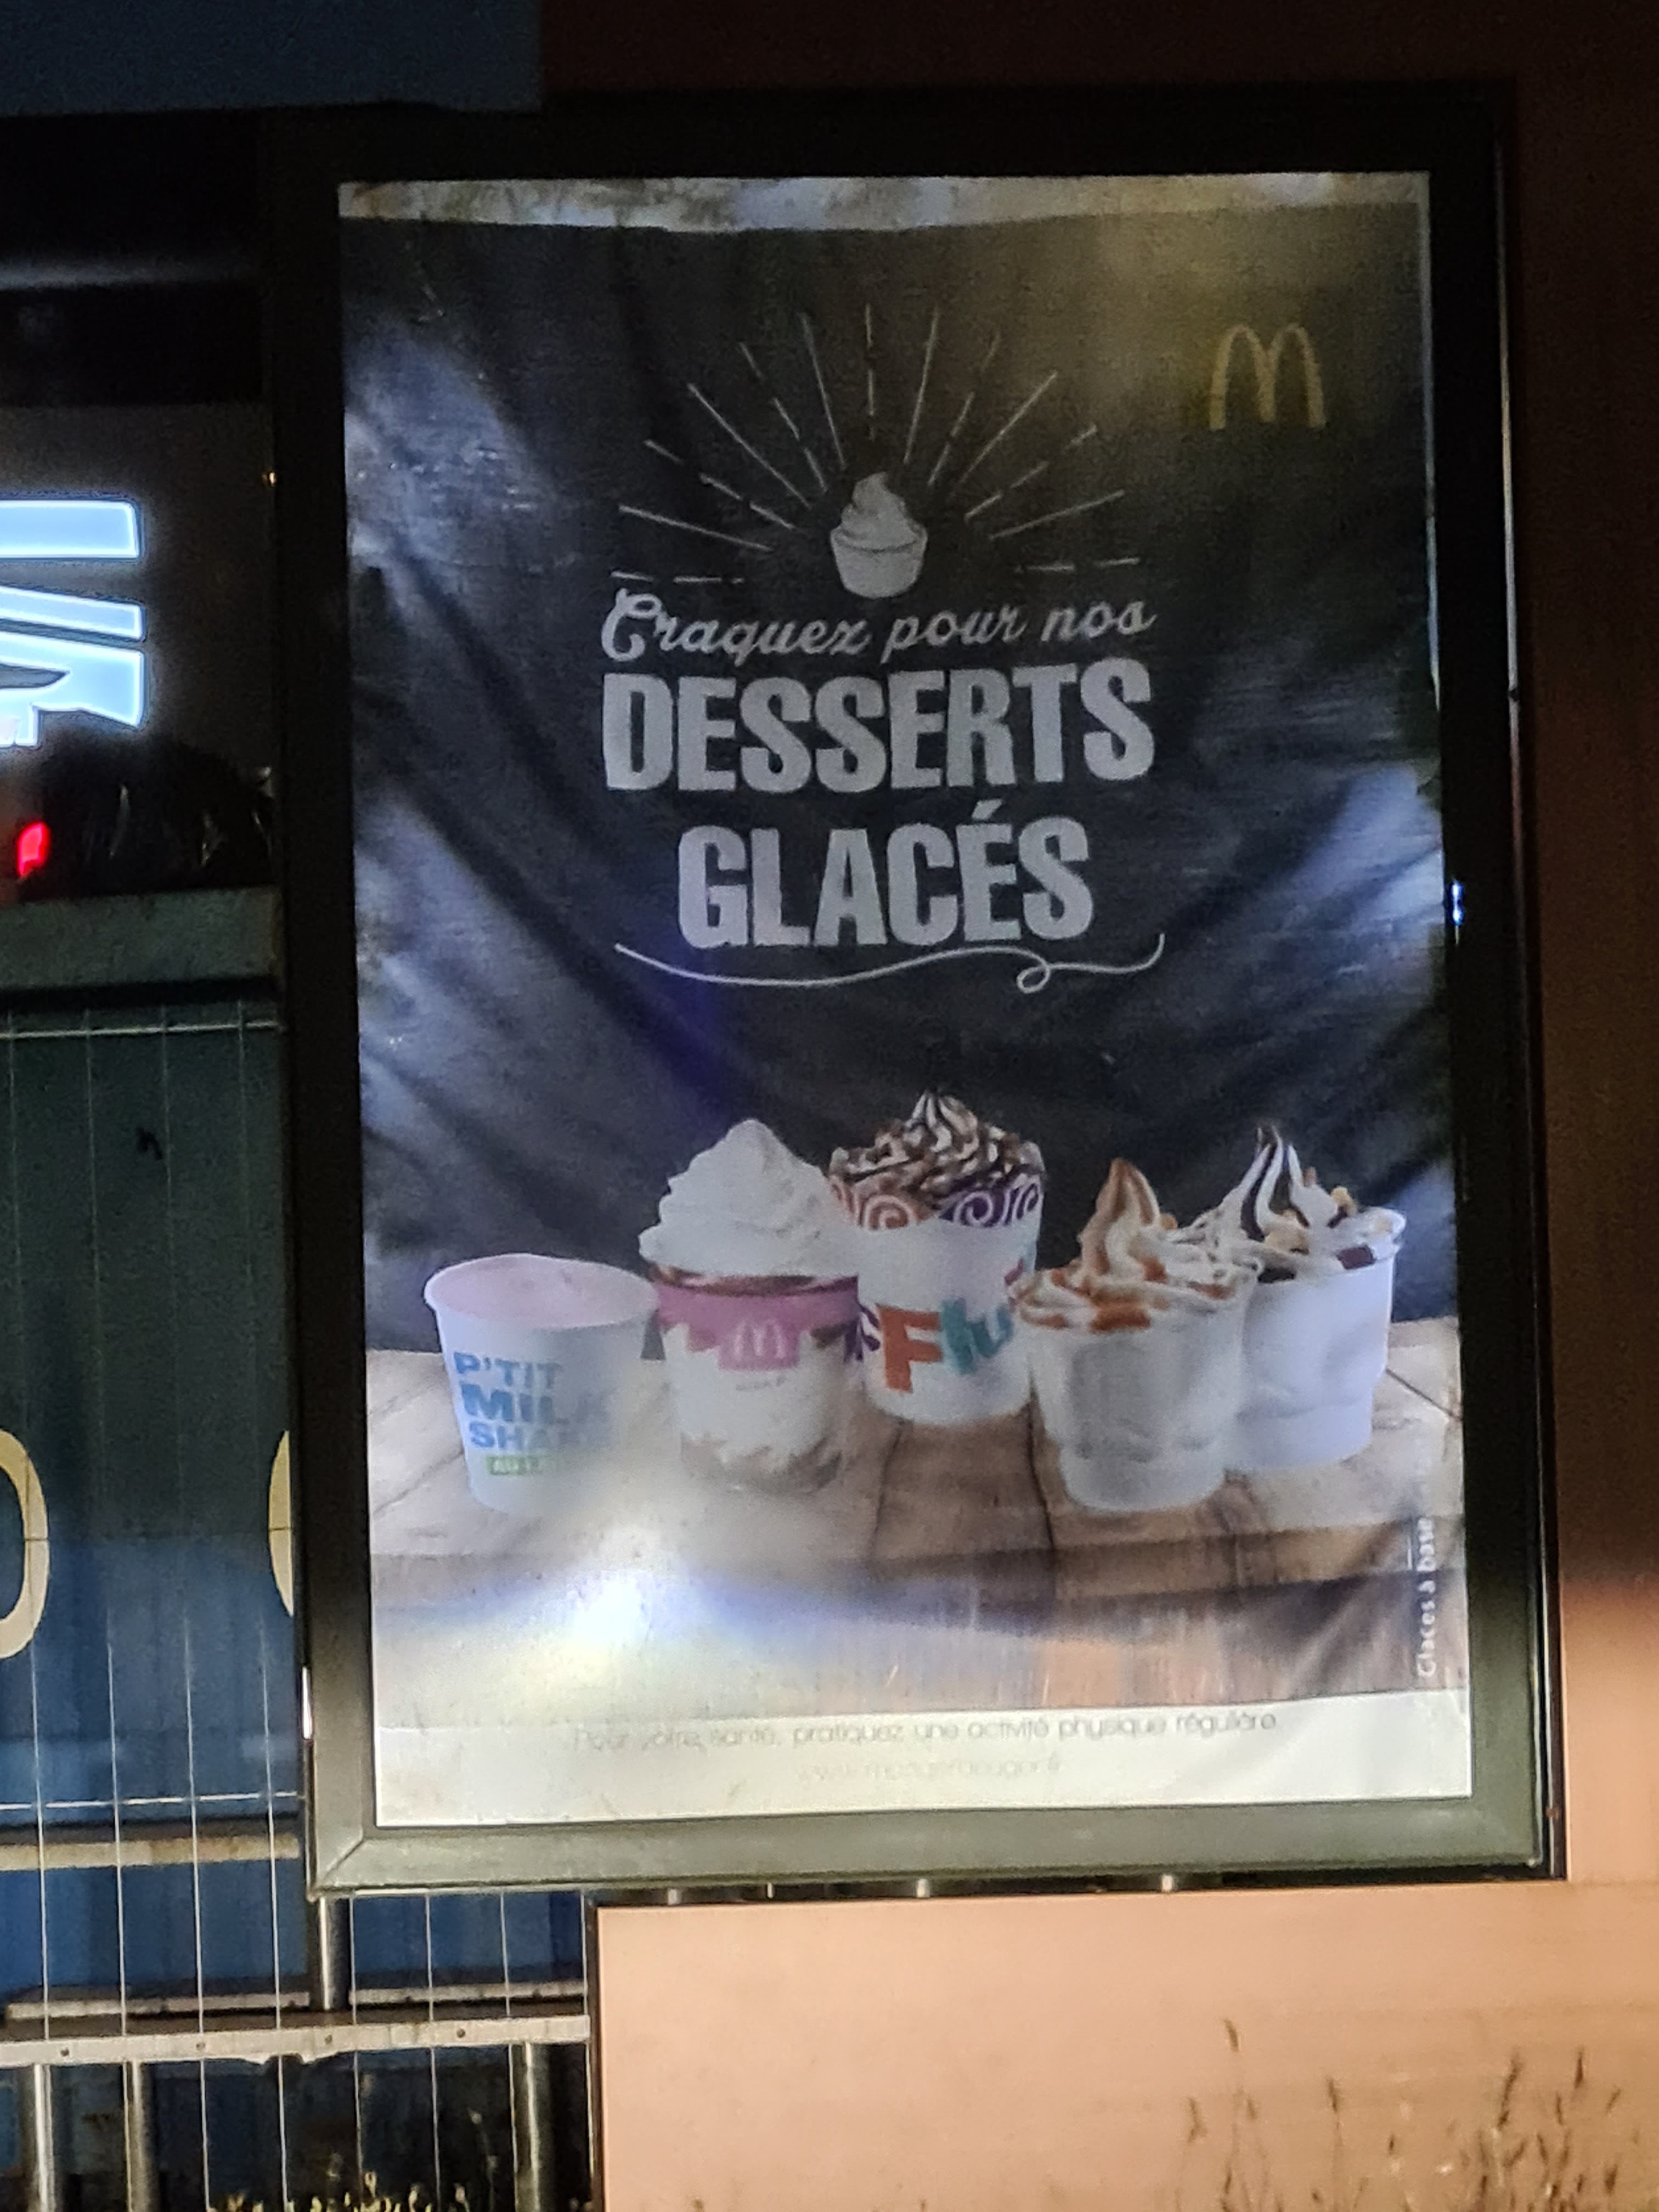 Craquez pour nos
DESSERTS
GLACÉS
P'TIT
MILK
SHA
Flu
Glaces à base
Pour votre santé, pratiquez une activité physique régulière